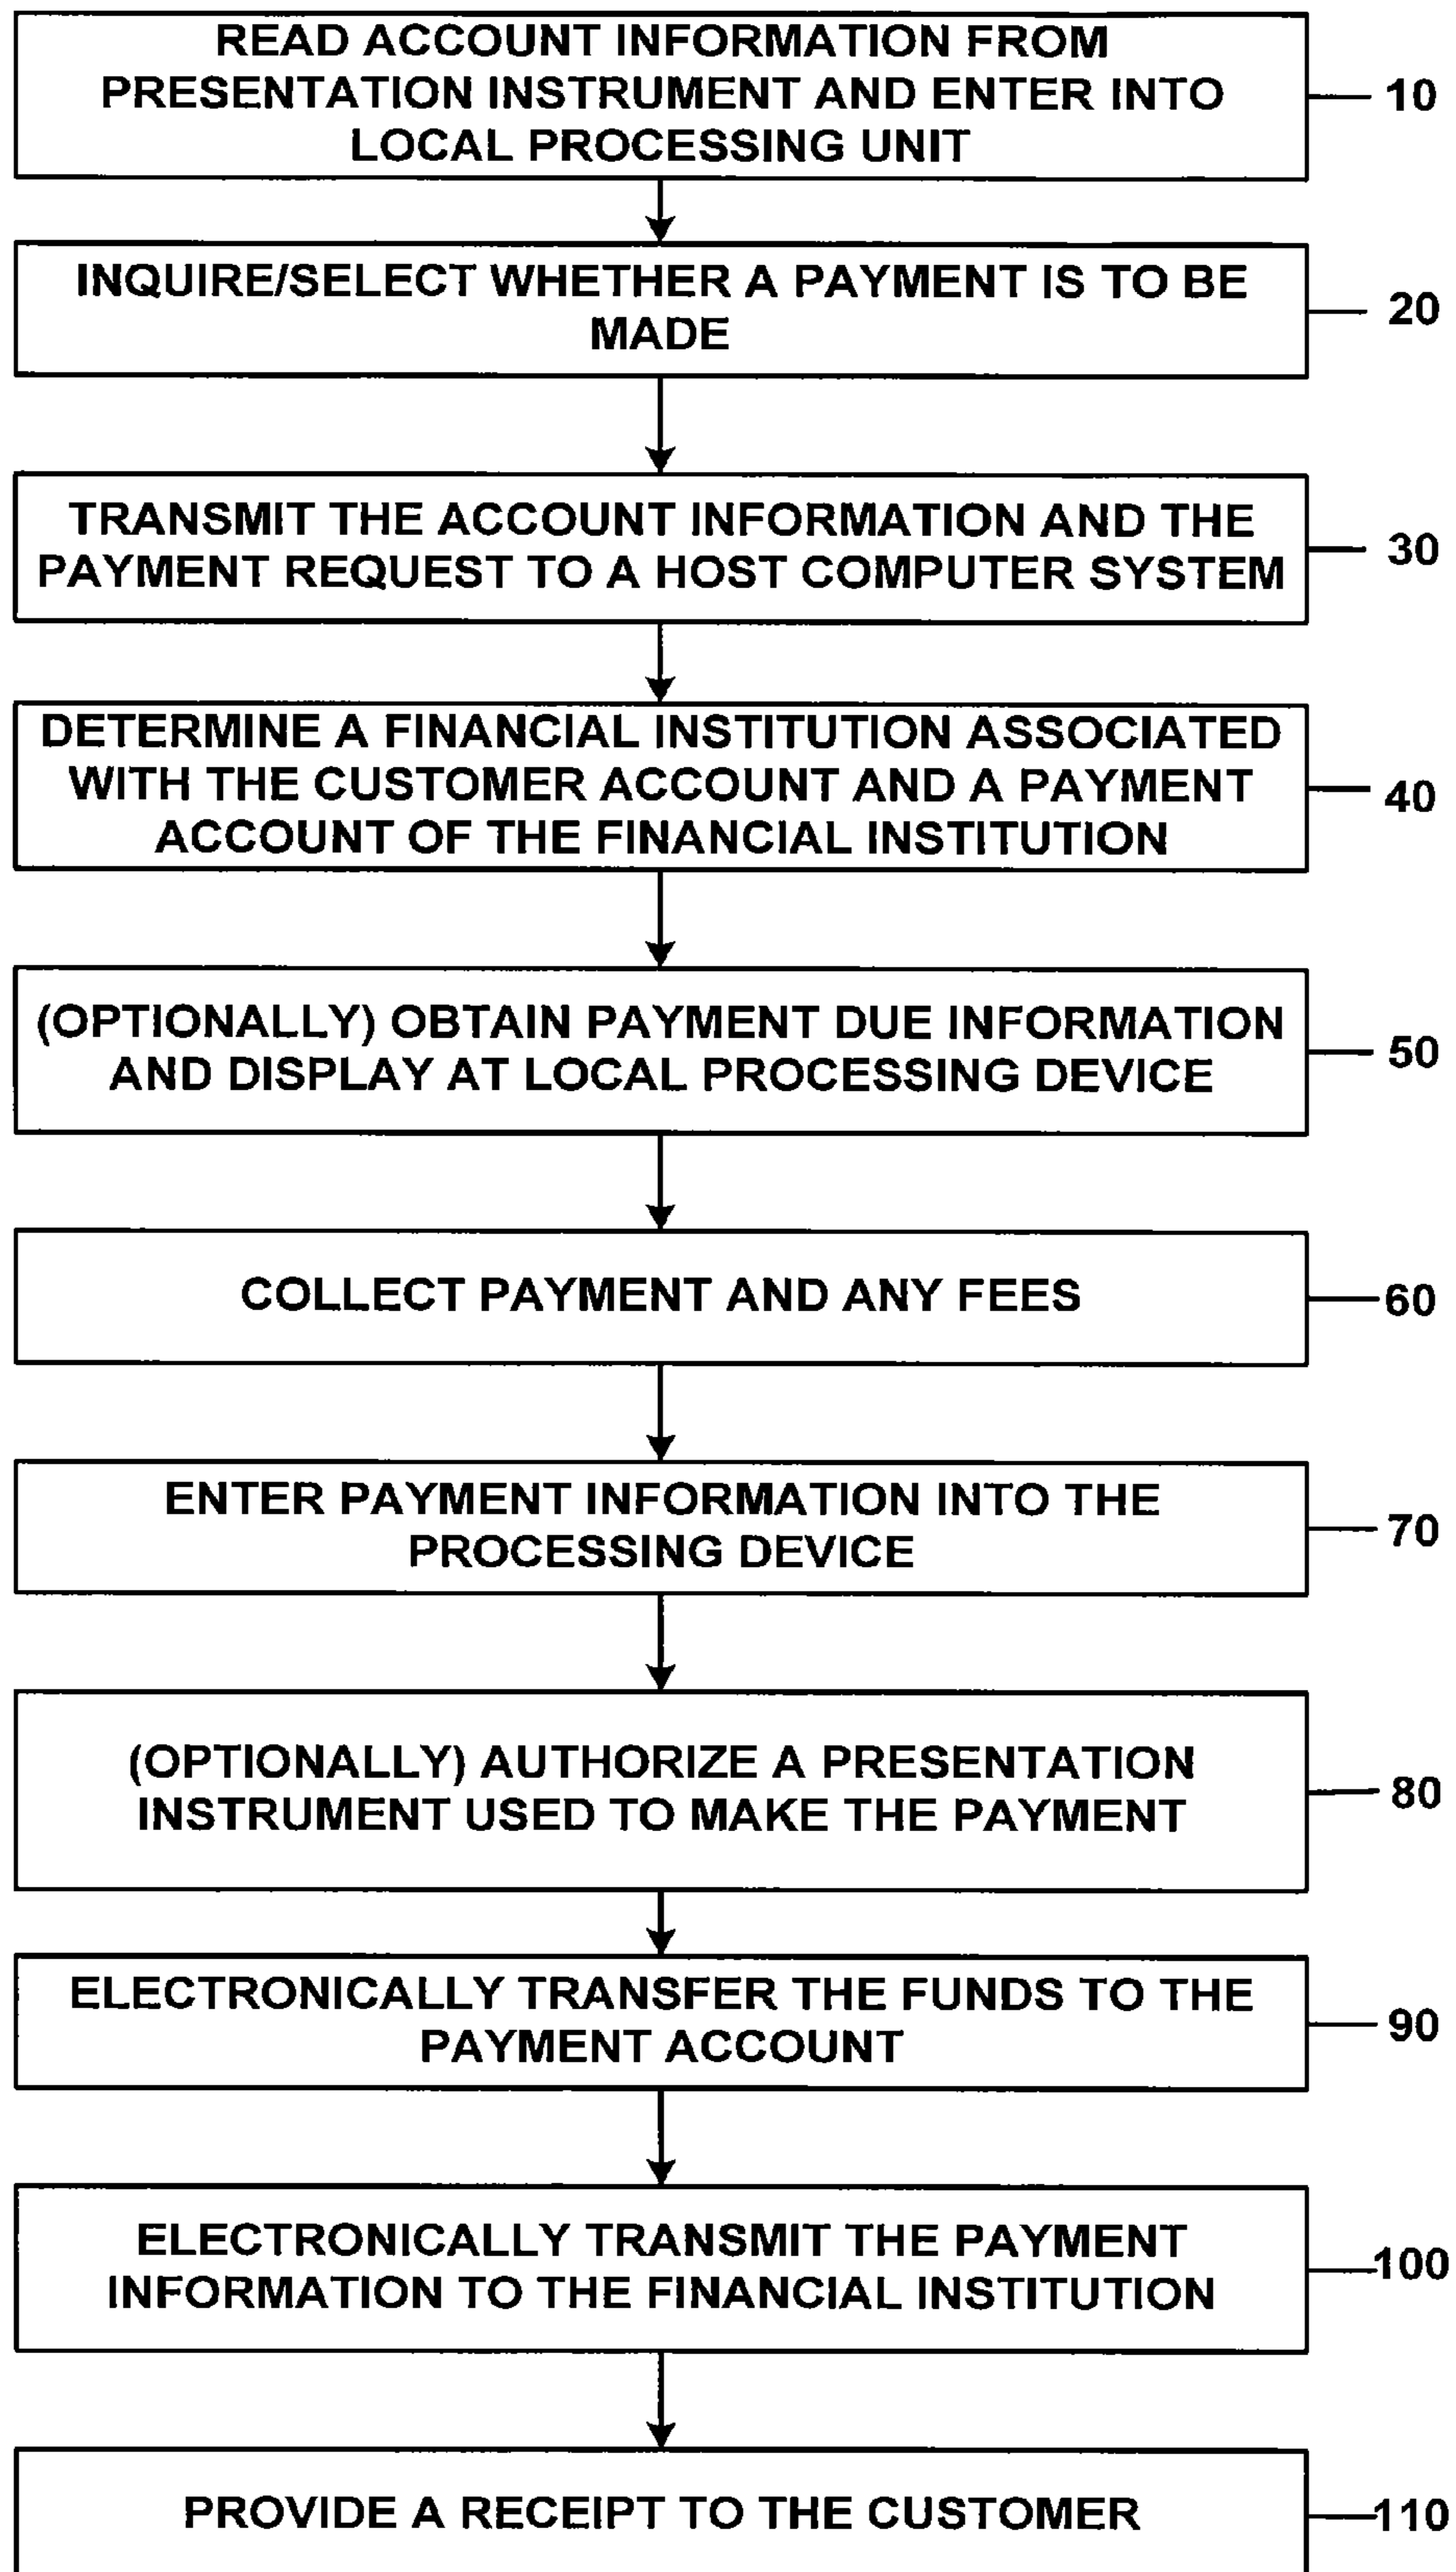 READ ACCOUNT INFORMATION FROM
PRESENTATION INSTRUMENT AND ENTER INTO
LOCAL PROCESSING UNIT
10
INQUIRE/SELECT WHETHER A PAYMENT IS TO BE
MADE
20
TRANSMIT THE ACCOUNT INFORMATION AND THE
PAYMENT REQUEST TO A HOST COMPUTER SYSTEM
30
DETERMINE A FINANCIAL INSTITUTION ASSOCIATED
WITH THE CUSTOMER ACCOUNT AND A PAYMENT
ACCOUNT OF THE FINANCIAL INSTITUTION
40
(OPTIONALLY) OBTAIN PAYMENT DUE INFORMATION
AND DISPLAY AT LOCAL PROCESSING DEVICE
50
COLLECT PAYMENT AND ANY FEES
60
ENTER PAYMENT INFORMATION INTO THE
PROCESSING DEVICE
70
(OPTIONALLY) AUTHORIZE A PRESENTATION
INSTRUMENT USED TO MAKE THE PAYMENT
80
ELECTRONICALLY TRANSFER THE FUNDS TO THE
PAYMENT ACCOUNT
90
ELECTRONICALLY TRANSMIT THE PAYMENT
INFORMATION TO THE FINANCIAL INSTITUTION
100
PROVIDE A RECEIPT TO THE CUSTOMER
110